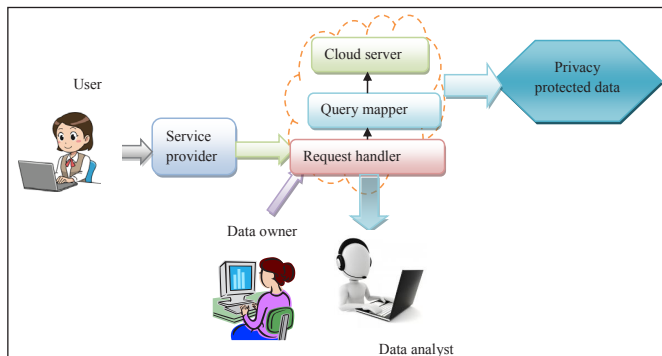 Cloud server
User
Privacy
protected data
Query mapper
Service
provider
Request handler
Data owner
Data analyst